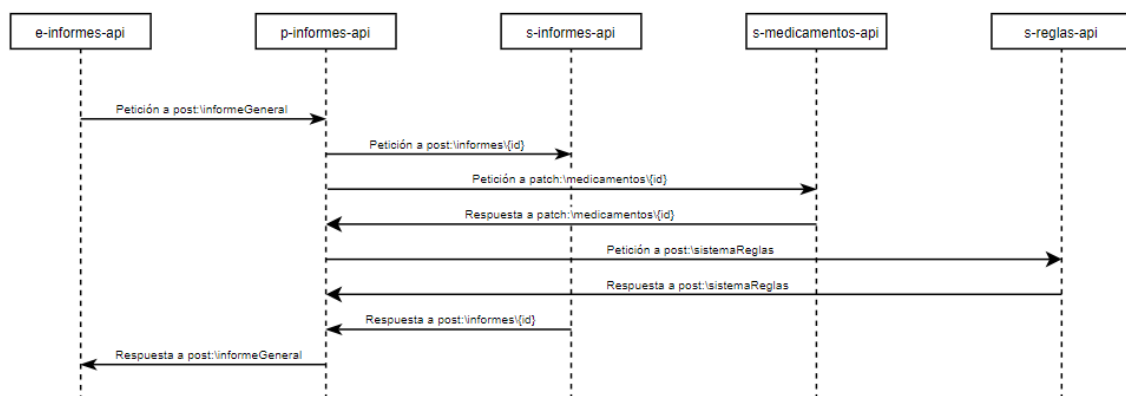 e-informes-api
p-informes-api
s-informes-api
s-medicamentos-api
s-reglas-api
Petición a post:\informeGeneral
Petición a post:\informes\{id}
Petición a patch:\medicamentos\{id}
Respuesta a patch:\medicamentos\{id}
Petición a post:\sistemaReglas
Respuesta a post:\sistemaReglas
Respuesta a post:\informes\{id}
Respuesta a post:\informeGeneral